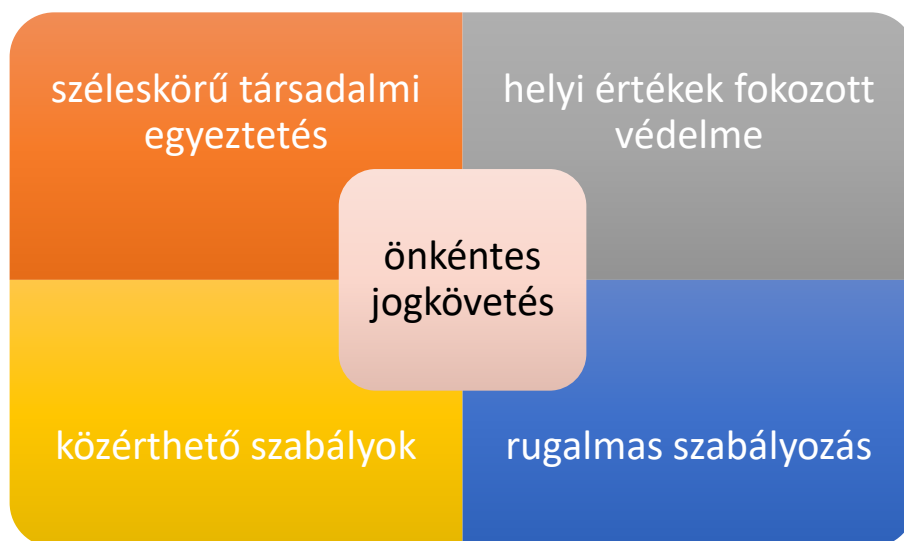 széleskörű társadalmi
egyeztetés
helyi értékek fokozott
védelme
önkéntes
jogkövetés
közérthető szabályok
rugalmas szabályozás